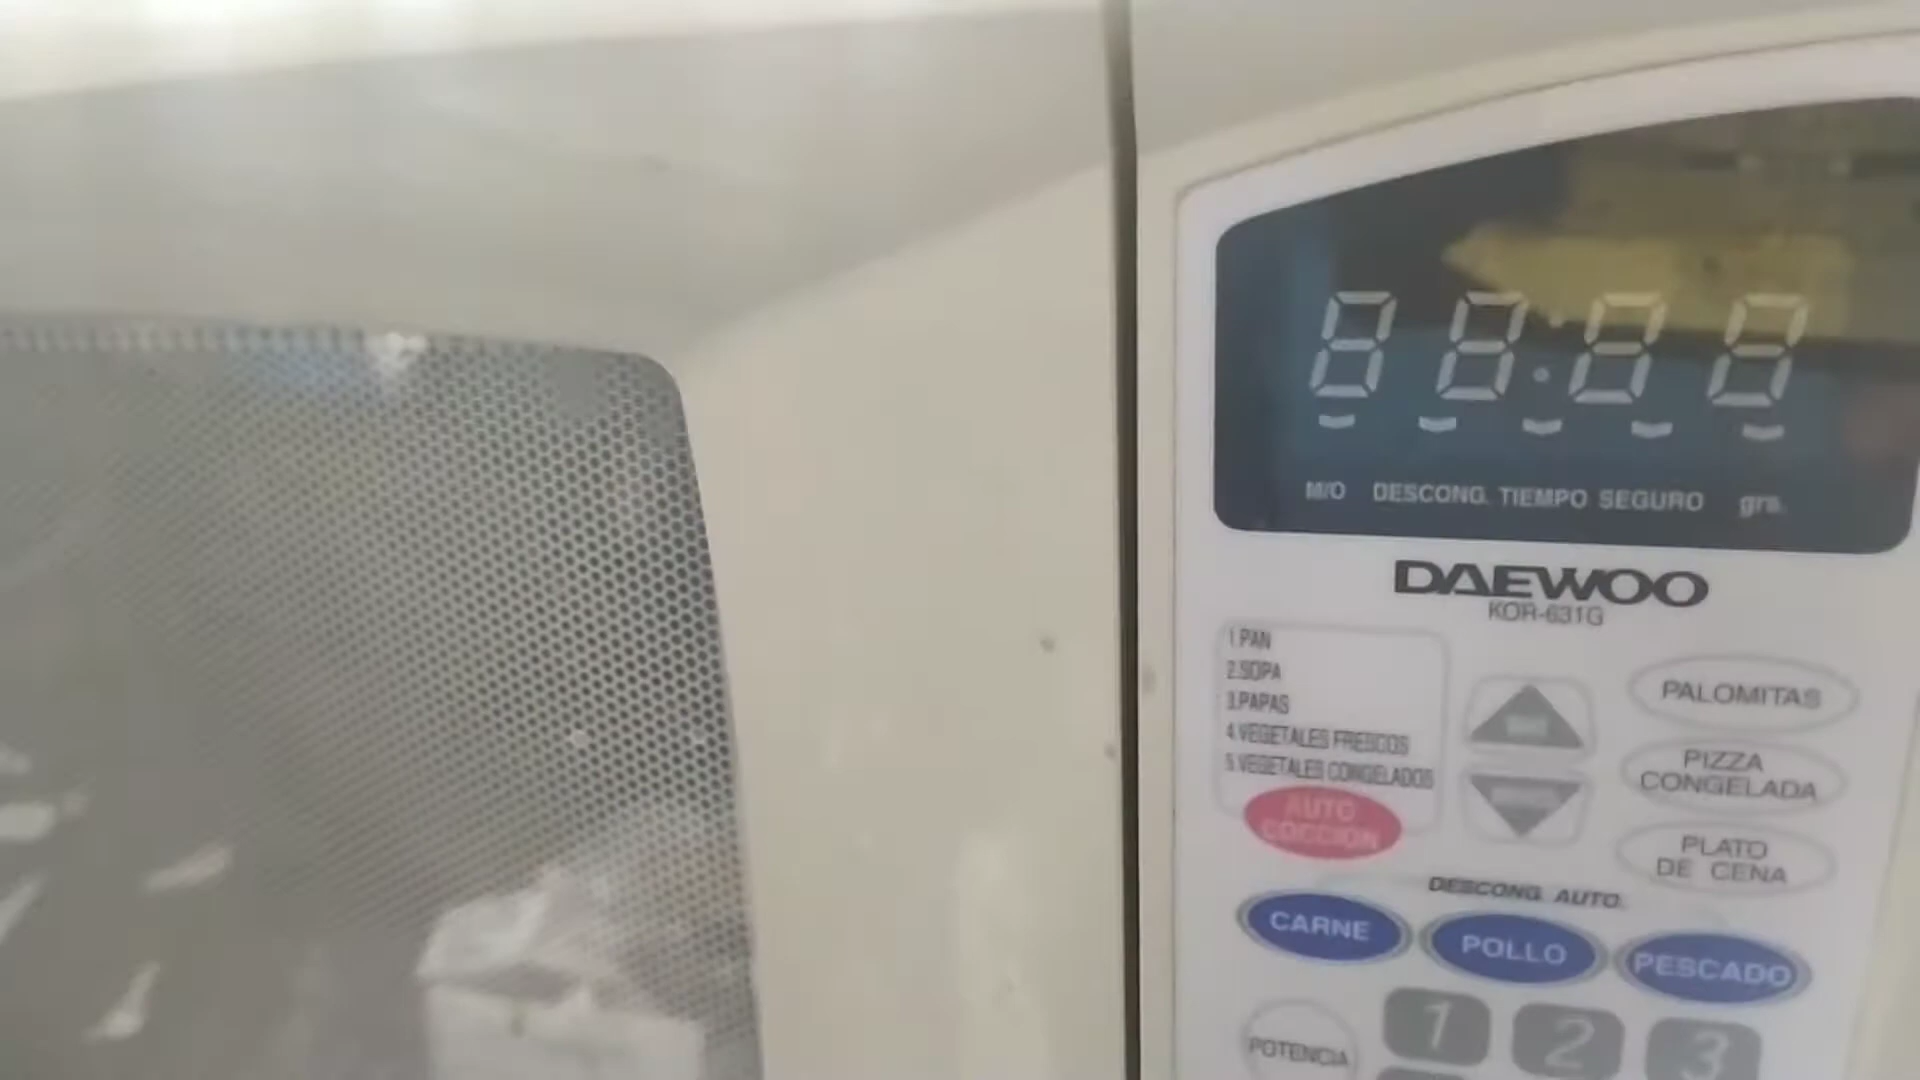 88:88
M/O DESCONG. TIEMPO SEGURO grs.
DAEWOO
KOR-631G
1.PAN
2.SOPA
3.PAPAS
4.VEGETALES FRESCOS
5.VEGETALES CONGELADOS
AUTO
COCCION
PALOMITAS
PIZZA
CONGELADA
PLATO
DE CENA
DESCONG. AUTO.
CARNE
POLLO
PESCADO
POTENCIA
1
2
3